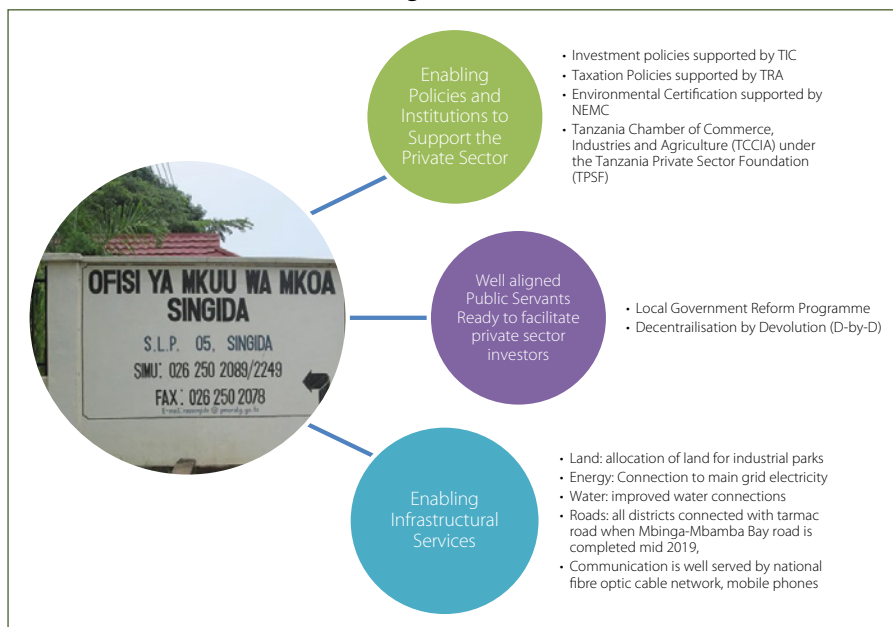 Enabling
Policies and
Institutions to
Support the
Private Sector
• Investment policies supported by TIC
• Taxation Policies supported by TRA
• Environmental Certification supported by
NEMC
• Tanzania Chamber of Commerce,
Industries and Agriculture (TCCIA) under
the Tanzania Private Sector Foundation
(TPSF)
OFISI YA MKUU WA MKOA
SINGIDA
S.L.P. 05, SINGIDA
SIMU: 026 250 2089/2249
FAX: 026 250 2078
Well aligned
Public Servants
Ready to facilitate
private sector
investors
• Local Government Reform Programme
• Decentrailisation by Devolution (D-by-D)
Enabling
Infrastructural
Services
• Land: allocation of land for industrial parks
• Energy: Connection to main grid electricity
• Water: improved water connections
• Roads: all districts connected with tarmac
road when Mbinga-Mbamba Bay road is
completed mid 2019,
• Communication is well served by national
fibre optic cable network, mobile phones